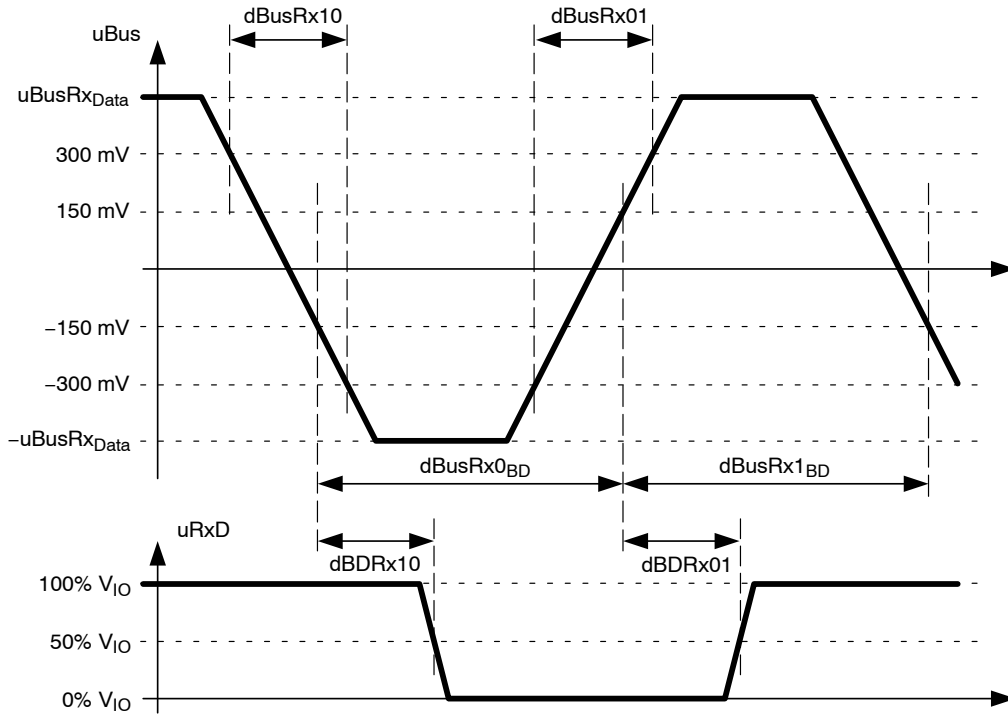 dBusRx10 dBusRx01
uBus
uBusRxData
300 mV
150 mV
−150 mV
−300 mV
−uBusRxData
dBusRx0BD dBusRx1BD
uRxD
dBDRx10 dBDRx01
100% VIO
50% VIO
0% VIO